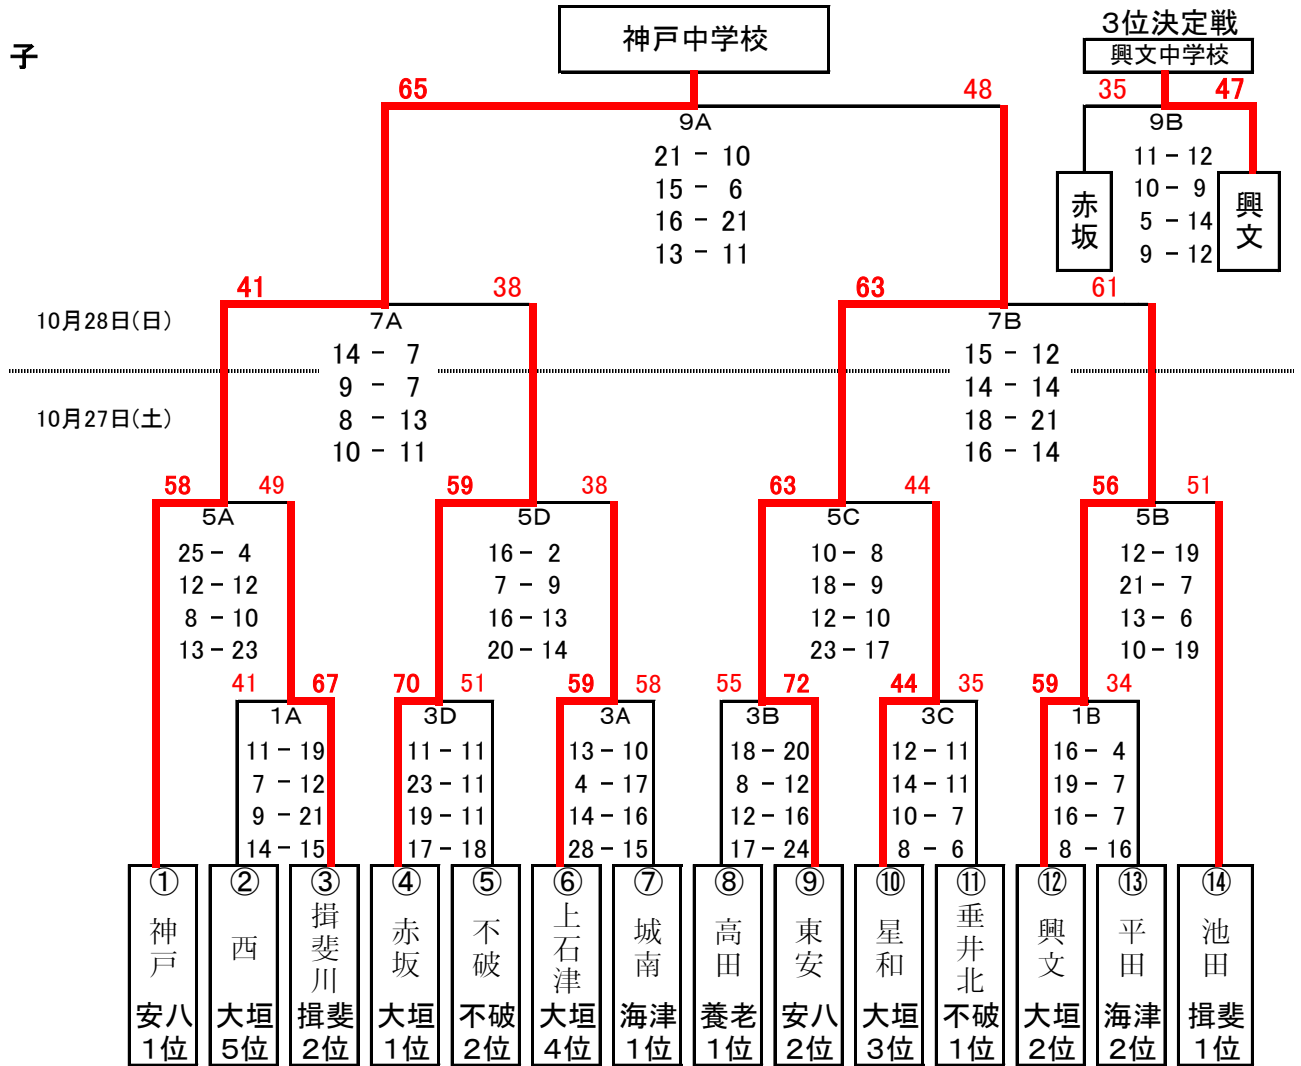 子
神戸中学校
3位決定戦
興文中学校
65
48
35
47
9A
21 - 10
15 - 6
16 - 21
13 - 11
9B
11 - 12
10 - 9
5 - 14
9 - 12
赤坂
興文
41
38
63
61
10月28日(日)
7A
14 - 7
9 - 7
8 - 13
10 - 11
7B
15 - 12
14 - 14
18 - 21
16 - 14
10月27日(土)
58
49
59
38
63
44
56
51
5A
25 - 4
12 - 12
8 - 10
13 - 23
5D
16 - 2
7 - 9
16 - 13
20 - 14
5C
10 - 8
18 - 9
12 - 10
23 - 17
5B
12 - 19
21 - 7
13 - 6
10 - 19
41
67
70
51
59
58
55
72
44
35
59
34
1A
11 - 19
7 - 12
9 - 21
14 - 15
3D
11 - 11
23 - 11
19 - 11
17 - 18
3A
13 - 10
4 - 17
14 - 16
28 - 15
3B
18 - 20
8 - 12
12 - 16
17 - 24
3C
12 - 11
14 - 11
10 - 7
8 - 6
1B
16 - 4
19 - 7
16 - 7
8 - 16
①
神戸
安八
1位
②
西
大垣
5位
③
揖斐川
揖斐
2位
④
赤坂
大垣
1位
⑤
不破
不破
2位
⑥
上石津
大垣
4位
⑦
城南
海津
1位
⑧
高田
養老
1位
⑨
東安
安八
2位
⑩
星和
大垣
3位
⑪
垂井北
不破
1位
⑫
興文
大垣
2位
⑬
平田
海津
2位
⑭
池田
揖斐
1位